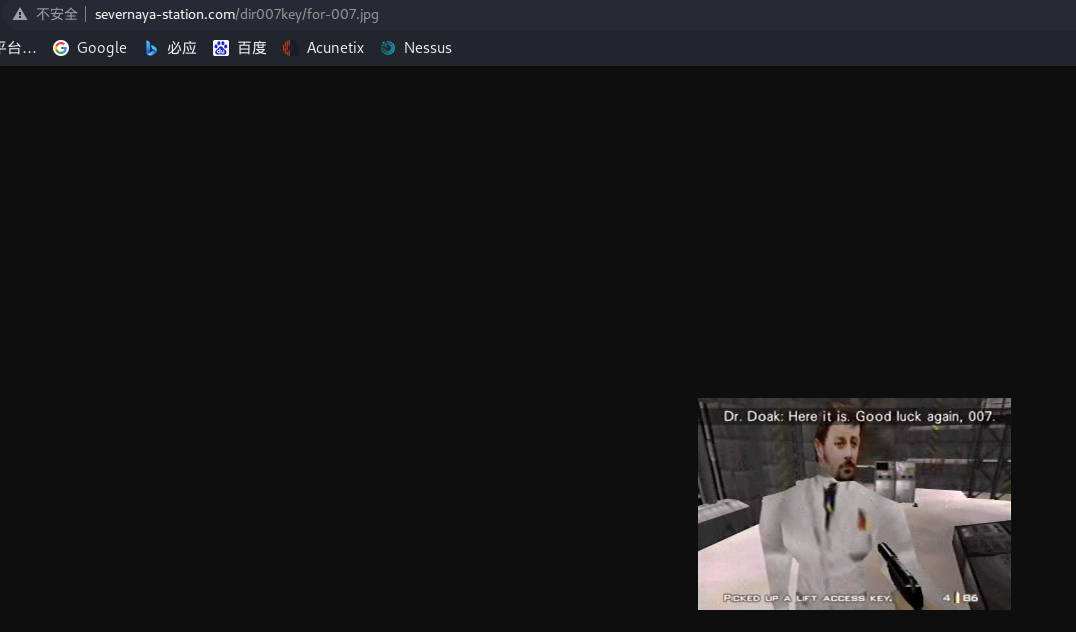 不安全 severnaya-station.com/dir007key/for-007.jpg
平台… Google 必应 百度 Acunetix Nessus
Dr. Doak: Here it is. Good luck again, 007.
PICKED UP A LIFT ACCESS KEY. 4 86